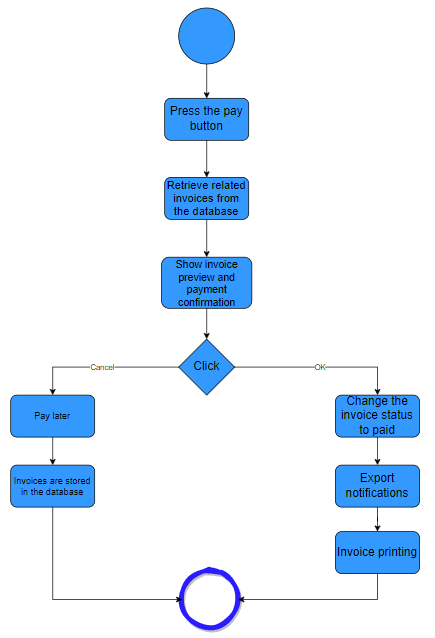 Press the pay
button
Retrieve related
invoices from
the database
Show invoice
preview and
payment
confirmation
Click
Cancel
OK
Pay later
Change the
invoice status
to paid
Invoices are stored
in the database
Export
notifications
Invoice printing